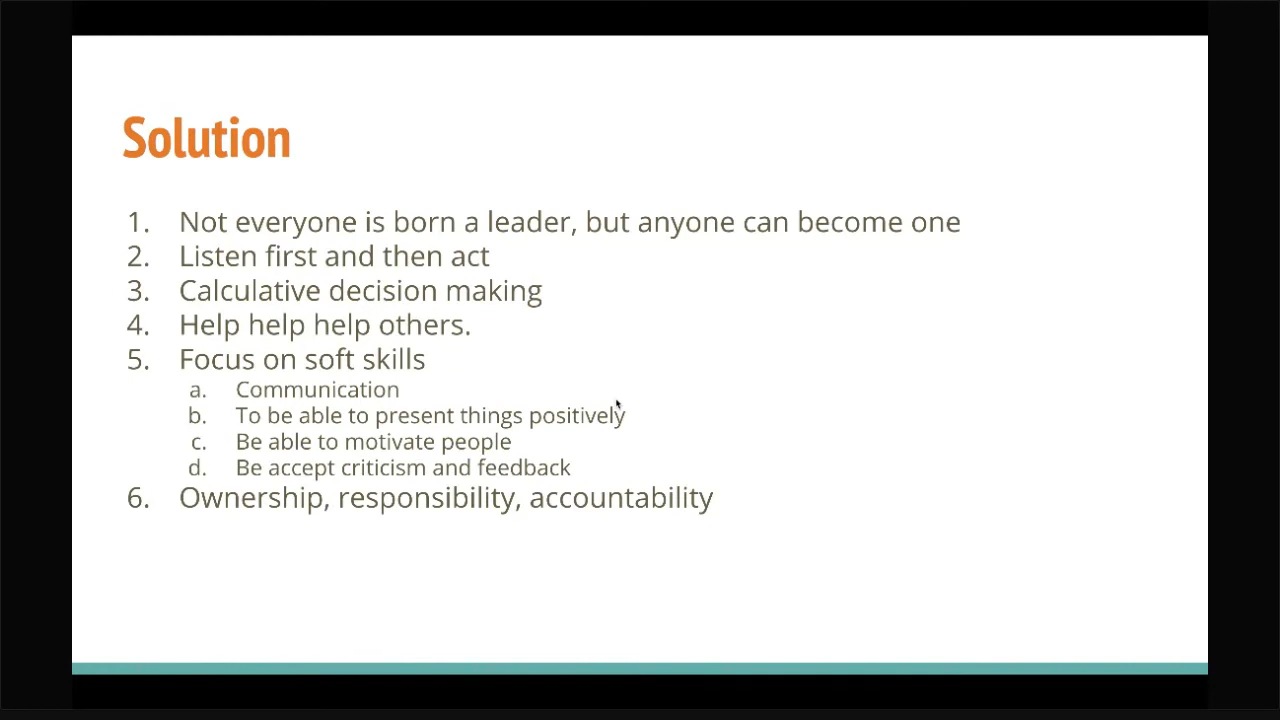 Solution
1. Not everyone is born a leader, but anyone can become one
2. Listen first and then act
3. Calculative decision making
4. Help help help others.
5. Focus on soft skills
a. Communication
b. To be able to present things positively
c. Be able to motivate people
d. Be accept criticism and feedback
6. Ownership, responsibility, accountability